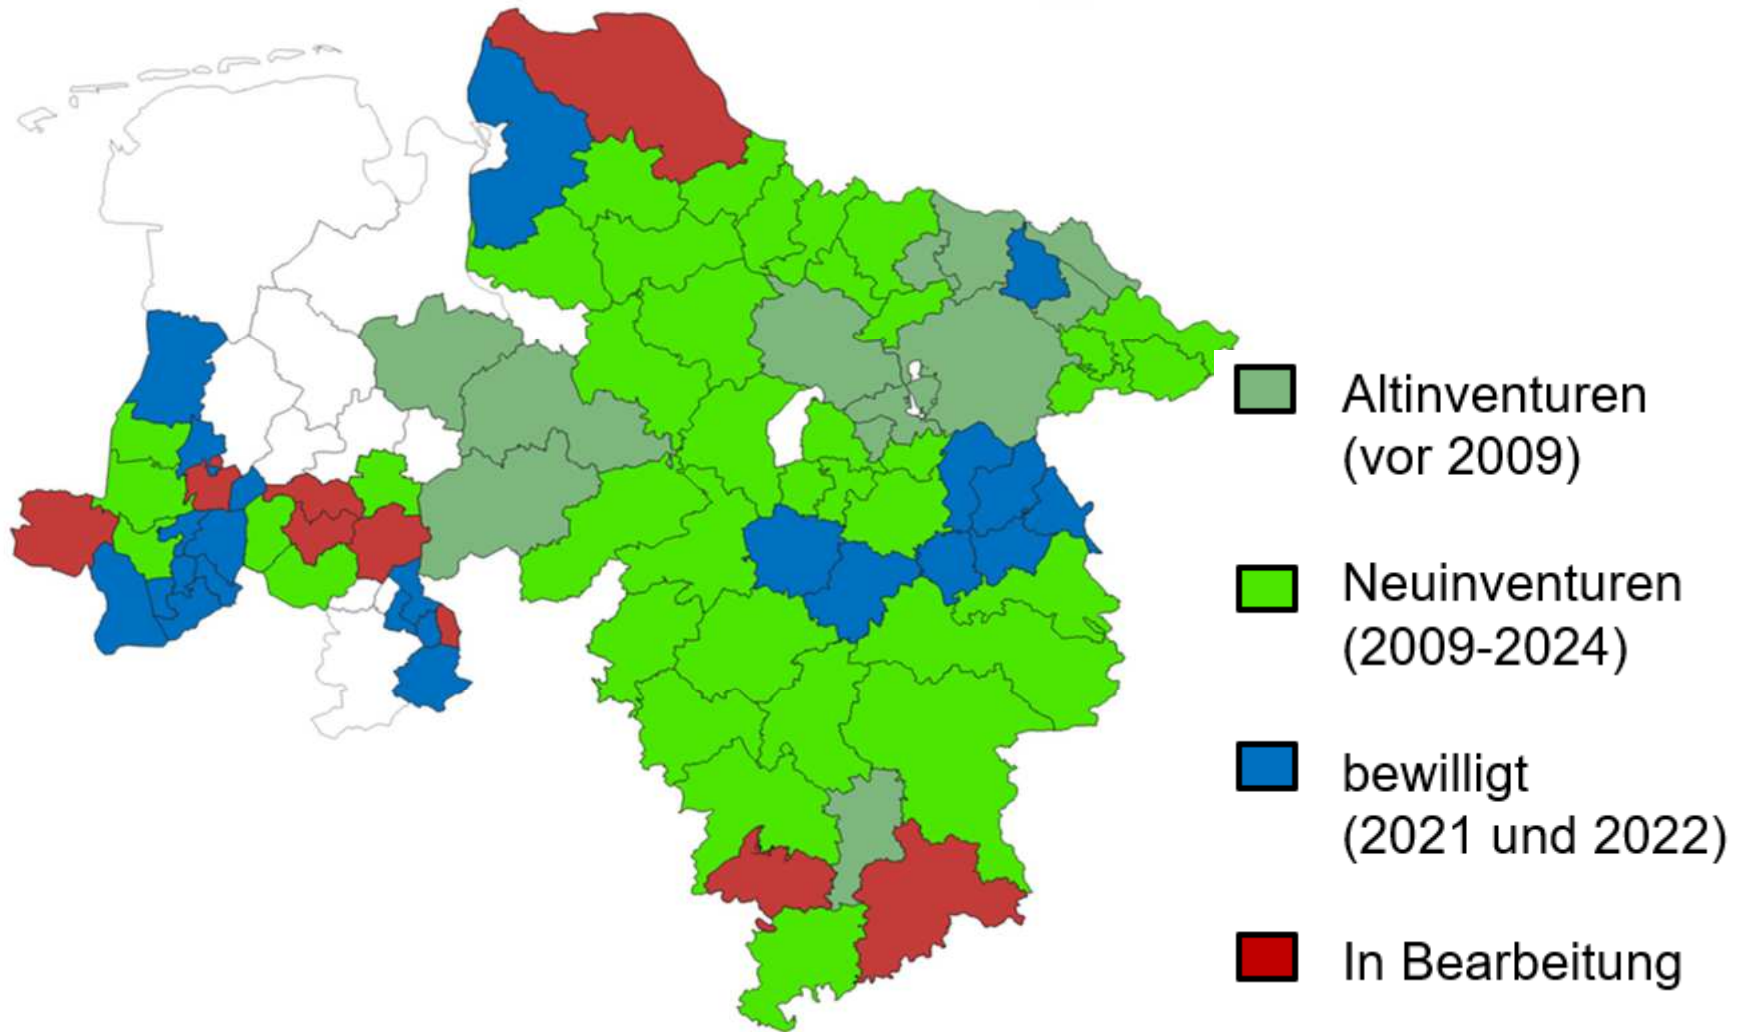 Altinventuren
(vor 2009)
Neuinventuren
(2009-2024)
bewilligt
(2021 und 2022)
In Bearbeitung